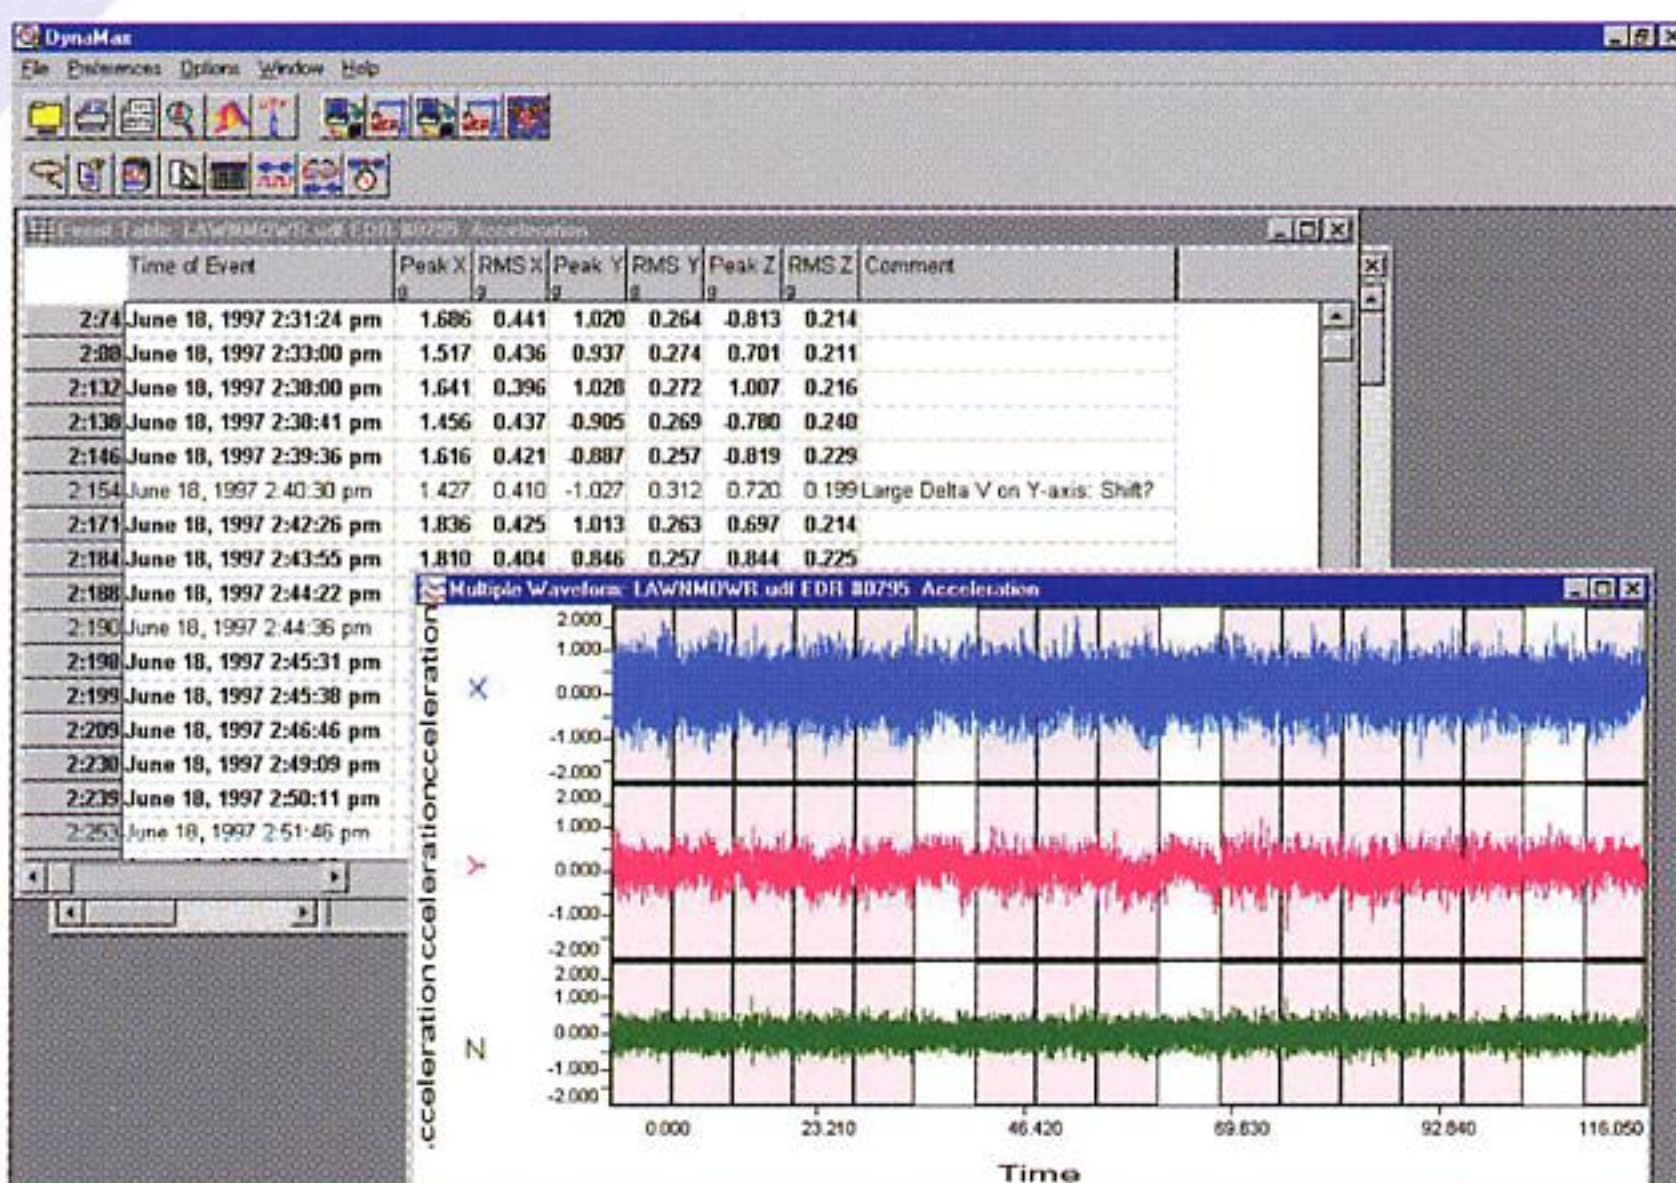 DynaMax
File Preferences Options Window Help
Event Table LAWNMOWR.udf EDR #0795 Acceleration
Time of Event Peak X RMS X Peak Y RMS Y Peak Z RMS Z Comment
g g g g g g
2:74 June 18, 1997 2:31:24 pm 1.686 0.441 1.020 0.264 -0.813 0.214
2:88 June 18, 1997 2:33:00 pm 1.517 0.436 0.937 0.274 0.701 0.211
2:132 June 18, 1997 2:38:00 pm 1.641 0.396 1.028 0.272 1.007 0.216
2:138 June 18, 1997 2:38:41 pm 1.456 0.437 -0.905 0.269 -0.780 0.240
2:146 June 18, 1997 2:39:36 pm 1.616 0.421 -0.887 0.257 -0.819 0.229
2:154 June 18, 1997 2:40:30 pm 1.427 0.410 -1.027 0.312 0.720 0.199 Large Delta V on Y-axis: Shift?
2:171 June 18, 1997 2:42:26 pm 1.836 0.425 1.013 0.263 0.697 0.214
2:184 June 18, 1997 2:43:55 pm 1.810 0.404 0.846 0.257 0.844 0.225
2:188 June 18, 1997 2:44:22 pm
2:190 June 18, 1997 2:44:36 pm
2:198 June 18, 1997 2:45:31 pm
2:199 June 18, 1997 2:45:38 pm
2:209 June 18, 1997 2:46:46 pm
2:230 June 18, 1997 2:49:09 pm
2:239 June 18, 1997 2:50:11 pm
2:253 June 18, 1997 2:51:46 pm
Multiple Waveform: LAWNMOWR.udf EDR #0795 Acceleration
cceleration
cceleration
cceleration
X
2.000
1.000
0.000
-1.000
-2.000
Y
2.000
1.000
0.000
-1.000
-2.000
Z
2.000
1.000
0.000
-1.000
-2.000
0.000 23.210 46.420 69.630 92.840 116.050
Time